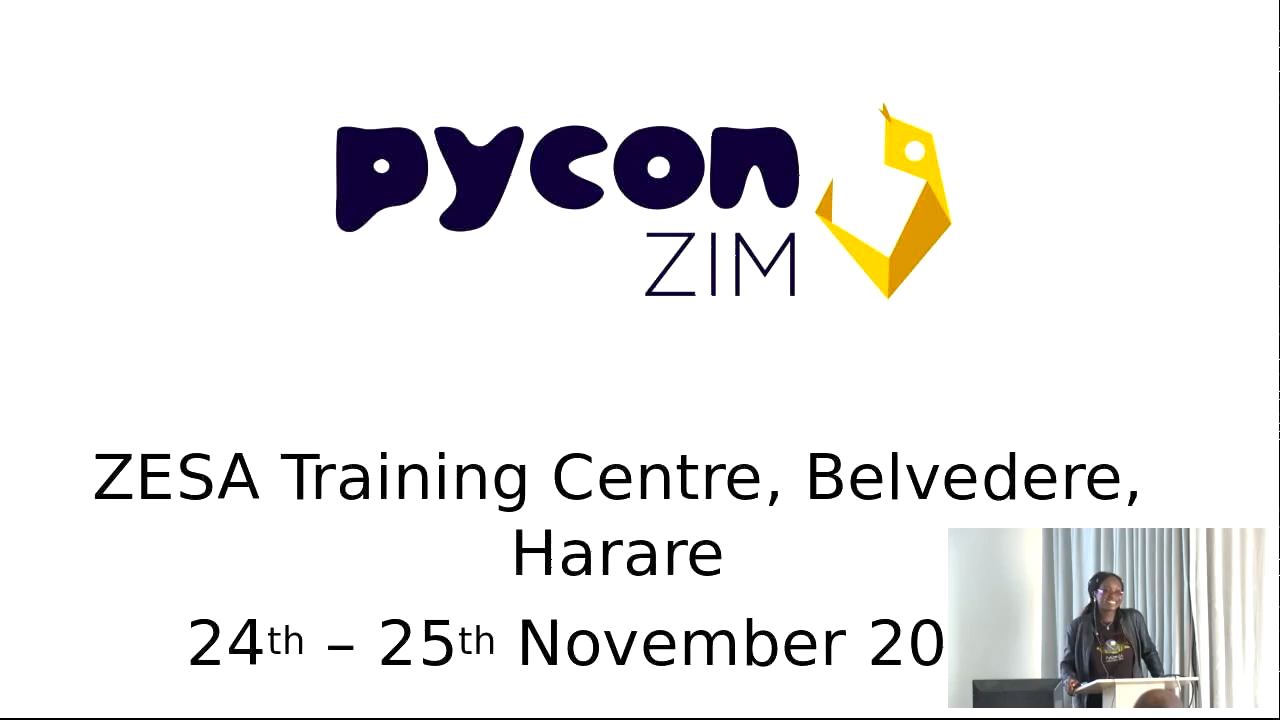 pycon
ZIM
ZESA Training Centre, Belvedere,
Harare
24th – 25th November 20